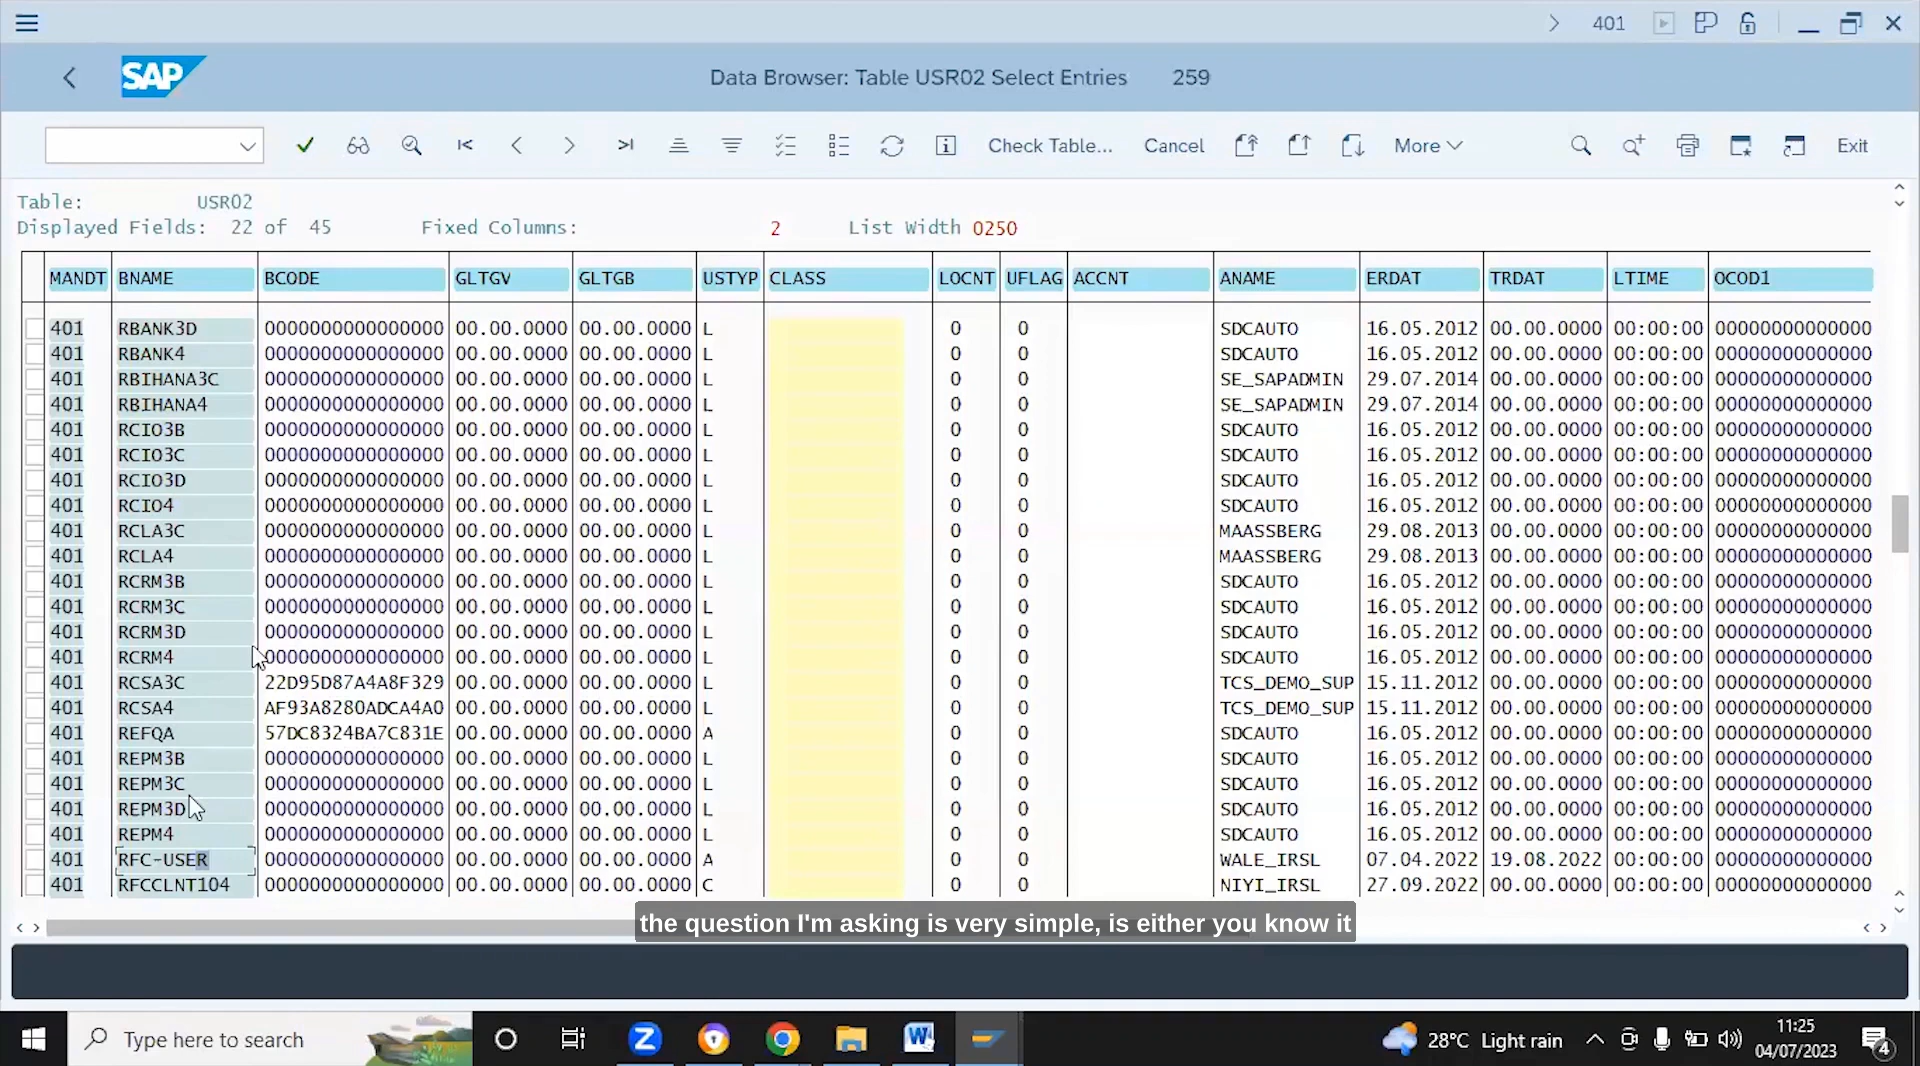 401
SAP
Data Browser: Table USR02 Select Entries 259
Check Table... Cancel More Exit
Table: USR02
Displayed Fields: 22 of 45 Fixed Columns: 2 List Width 0250
MANDT BNAME BCODE GLTGV GLTGB USTYP CLASS LOCNT UFLAG ACCNT ANAME ERDAT TRDAT LTIME OCOD1
401 RBANK3D 0000000000000000 00.00.0000 00.00.0000 L 0 0 SDCAUTO 16.05.2012 00.00.0000 00:00:00 00000000000000
401 RBANK4 0000000000000000 00.00.0000 00.00.0000 L 0 0 SDCAUTO 16.05.2012 00.00.0000 00:00:00 00000000000000
401 RBIHANA3C 0000000000000000 00.00.0000 00.00.0000 L 0 0 SE_SAPADMIN 29.07.2014 00.00.0000 00:00:00 00000000000000
401 RBIHANA4 0000000000000000 00.00.0000 00.00.0000 L 0 0 SE_SAPADMIN 29.07.2014 00.00.0000 00:00:00 00000000000000
401 RCIO3B 0000000000000000 00.00.0000 00.00.0000 L 0 0 SDCAUTO 16.05.2012 00.00.0000 00:00:00 00000000000000
401 RCIO3C 0000000000000000 00.00.0000 00.00.0000 L 0 0 SDCAUTO 16.05.2012 00.00.0000 00:00:00 00000000000000
401 RCIO3D 0000000000000000 00.00.0000 00.00.0000 L 0 0 SDCAUTO 16.05.2012 00.00.0000 00:00:00 00000000000000
401 RCIO4 0000000000000000 00.00.0000 00.00.0000 L 0 0 SDCAUTO 16.05.2012 00.00.0000 00:00:00 00000000000000
401 RCLA3C 0000000000000000 00.00.0000 00.00.0000 L 0 0 MAASSBERG 29.08.2013 00.00.0000 00:00:00 00000000000000
401 RCLA4 0000000000000000 00.00.0000 00.00.0000 L 0 0 MAASSBERG 29.08.2013 00.00.0000 00:00:00 00000000000000
401 RCRM3B 0000000000000000 00.00.0000 00.00.0000 L 0 0 SDCAUTO 16.05.2012 00.00.0000 00:00:00 00000000000000
401 RCRM3C 0000000000000000 00.00.0000 00.00.0000 L 0 0 SDCAUTO 16.05.2012 00.00.0000 00:00:00 00000000000000
401 RCRM3D 0000000000000000 00.00.0000 00.00.0000 L 0 0 SDCAUTO 16.05.2012 00.00.0000 00:00:00 00000000000000
401 RCRM4 0000000000000000 00.00.0000 00.00.0000 L 0 0 SDCAUTO 16.05.2012 00.00.0000 00:00:00 00000000000000
401 RCSA3C 22D95D87A4A8F329 00.00.0000 00.00.0000 L 0 0 TCS_DEMO_SUP 15.11.2012 00.00.0000 00:00:00 00000000000000
401 RCSA4 AF93A8280ADCA4A0 00.00.0000 00.00.0000 L 0 0 TCS_DEMO_SUP 15.11.2012 00.00.0000 00:00:00 00000000000000
401 REFQA 57DC8324BA7C831E 00.00.0000 00.00.0000 A 0 0 SDCAUTO 16.05.2012 00.00.0000 00:00:00 00000000000000
401 REPM3B 0000000000000000 00.00.0000 00.00.0000 L 0 0 SDCAUTO 16.05.2012 00.00.0000 00:00:00 00000000000000
401 REPM3C 0000000000000000 00.00.0000 00.00.0000 L 0 0 SDCAUTO 16.05.2012 00.00.0000 00:00:00 00000000000000
401 REPM3D 0000000000000000 00.00.0000 00.00.0000 L 0 0 SDCAUTO 16.05.2012 00.00.0000 00:00:00 00000000000000
401 REPM4 0000000000000000 00.00.0000 00.00.0000 L 0 0 SDCAUTO 16.05.2012 00.00.0000 00:00:00 00000000000000
401 RFC-USER 0000000000000000 00.00.0000 00.00.0000 A 0 0 WALE_IRSL 07.04.2022 19.08.2022 00:00:00 00000000000000
401 RFCCLNT104 0000000000000000 00.00.0000 00.00.0000 C 0 0 NIYI_IRSL 27.09.2022 00.00.0000 00:00:00 00000000000000
the question I'm asking is very simple, is either you know it
Type here to search 28°C Light rain 11:25
04/07/2023 4